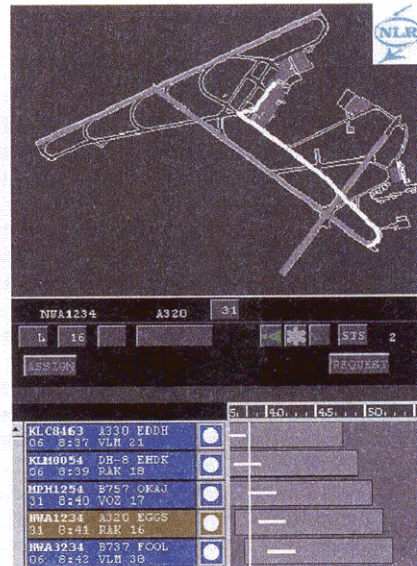 NLR
NWA1234 A320 31
L 16 STS 2
ASSIGN REQUEST
5 40 45 50
KLC8463 A330 EDDH
06 8:37 VLM 21
KLM0054 DH-8 EHDK
06 8:39 RAK 18
MPH1254 B757 OKAJ
31 8:40 VOZ 17
NWA1234 A320 EGGS
31 8:41 RAK 16
NWA3234 B737 FOOL
06 8:42 VLM 38